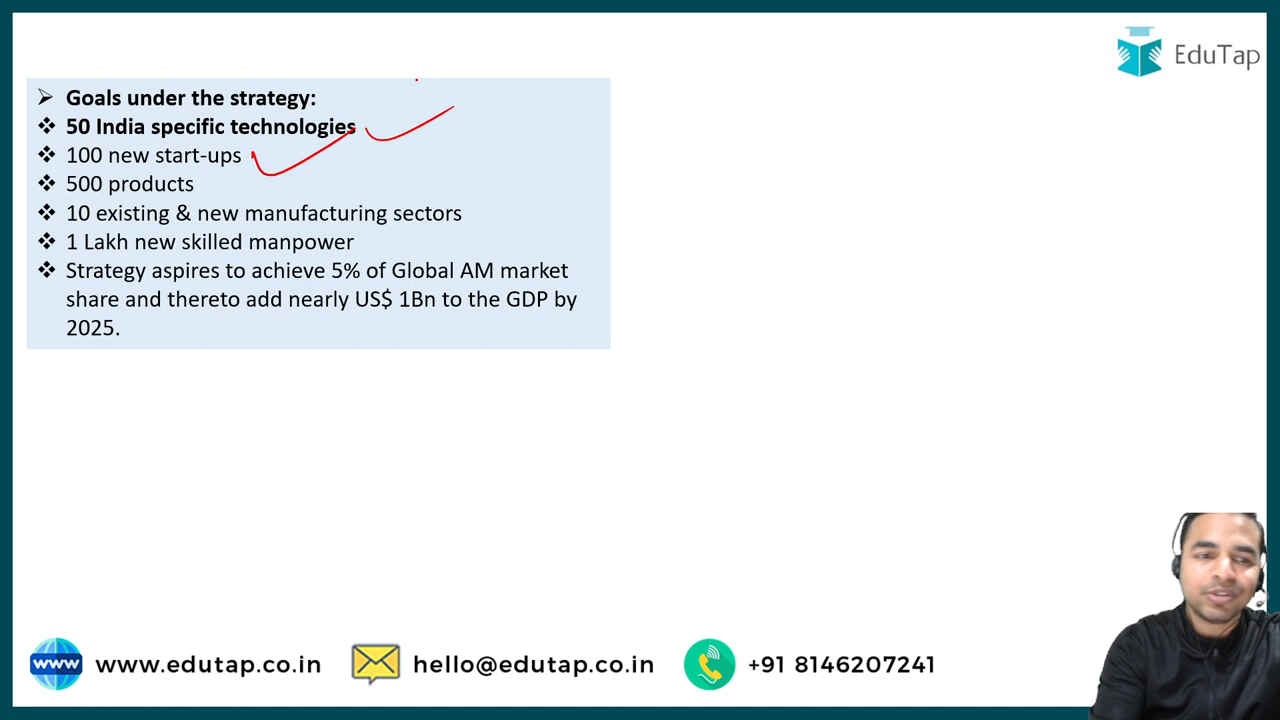 EduTap
➢ Goals under the strategy:
❖ 50 India specific technologies
❖ 100 new start-ups
❖ 500 products
❖ 10 existing & new manufacturing sectors
❖ 1 Lakh new skilled manpower
❖ Strategy aspires to achieve 5% of Global AM market
share and thereto add nearly US$ 1Bn to the GDP by
2025.
www www.edutap.co.in hello@edutap.co.in +91 8146207241